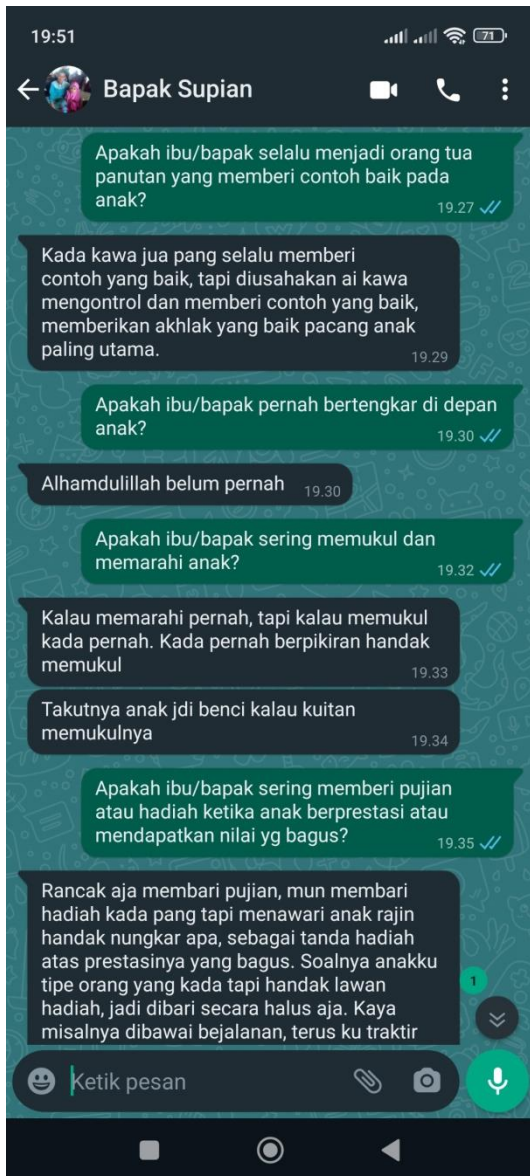 19:51
71
Bapak Supian
Apakah ibu/bapak selalu menjadi orang tua
panutan yang memberi contoh baik pada
anak?
19.27
Kada kawa jua pang selalu memberi
contoh yang baik, tapi diusahakan ai kawa
mengontrol dan memberi contoh yang baik,
memberikan akhlak yang baik pacang anak
paling utama.
19.29
Apakah ibu/bapak pernah bertengkar di depan
anak?
19.30
Alhamdulillah belum pernah
19.30
Apakah ibu/bapak sering memukul dan
memarahi anak?
19.32
Kalau memarahi pernah, tapi kalau memukul
kada pernah. Kada pernah berpikiran handak
memukul
19.33
Takutnya anak jdi benci kalau kuitan
memukulnya
19.34
Apakah ibu/bapak sering memberi pujian
atau hadiah ketika anak berprestasi atau
mendapatkan nilai yg bagus?
19.35
Rancak aja membari pujian, mun membari
hadiah kada pang tapi menawari anak rajin
handak nungkar apa, sebagai tanda hadiah
atas prestasinya yang bagus. Soalnya anakku
tipe orang yang kada tapi handak lawan
hadiah, jadi dibari secara halus aja. Kaya
misalnya dibawai bejalanan, terus ku traktir
1
Ketik pesan